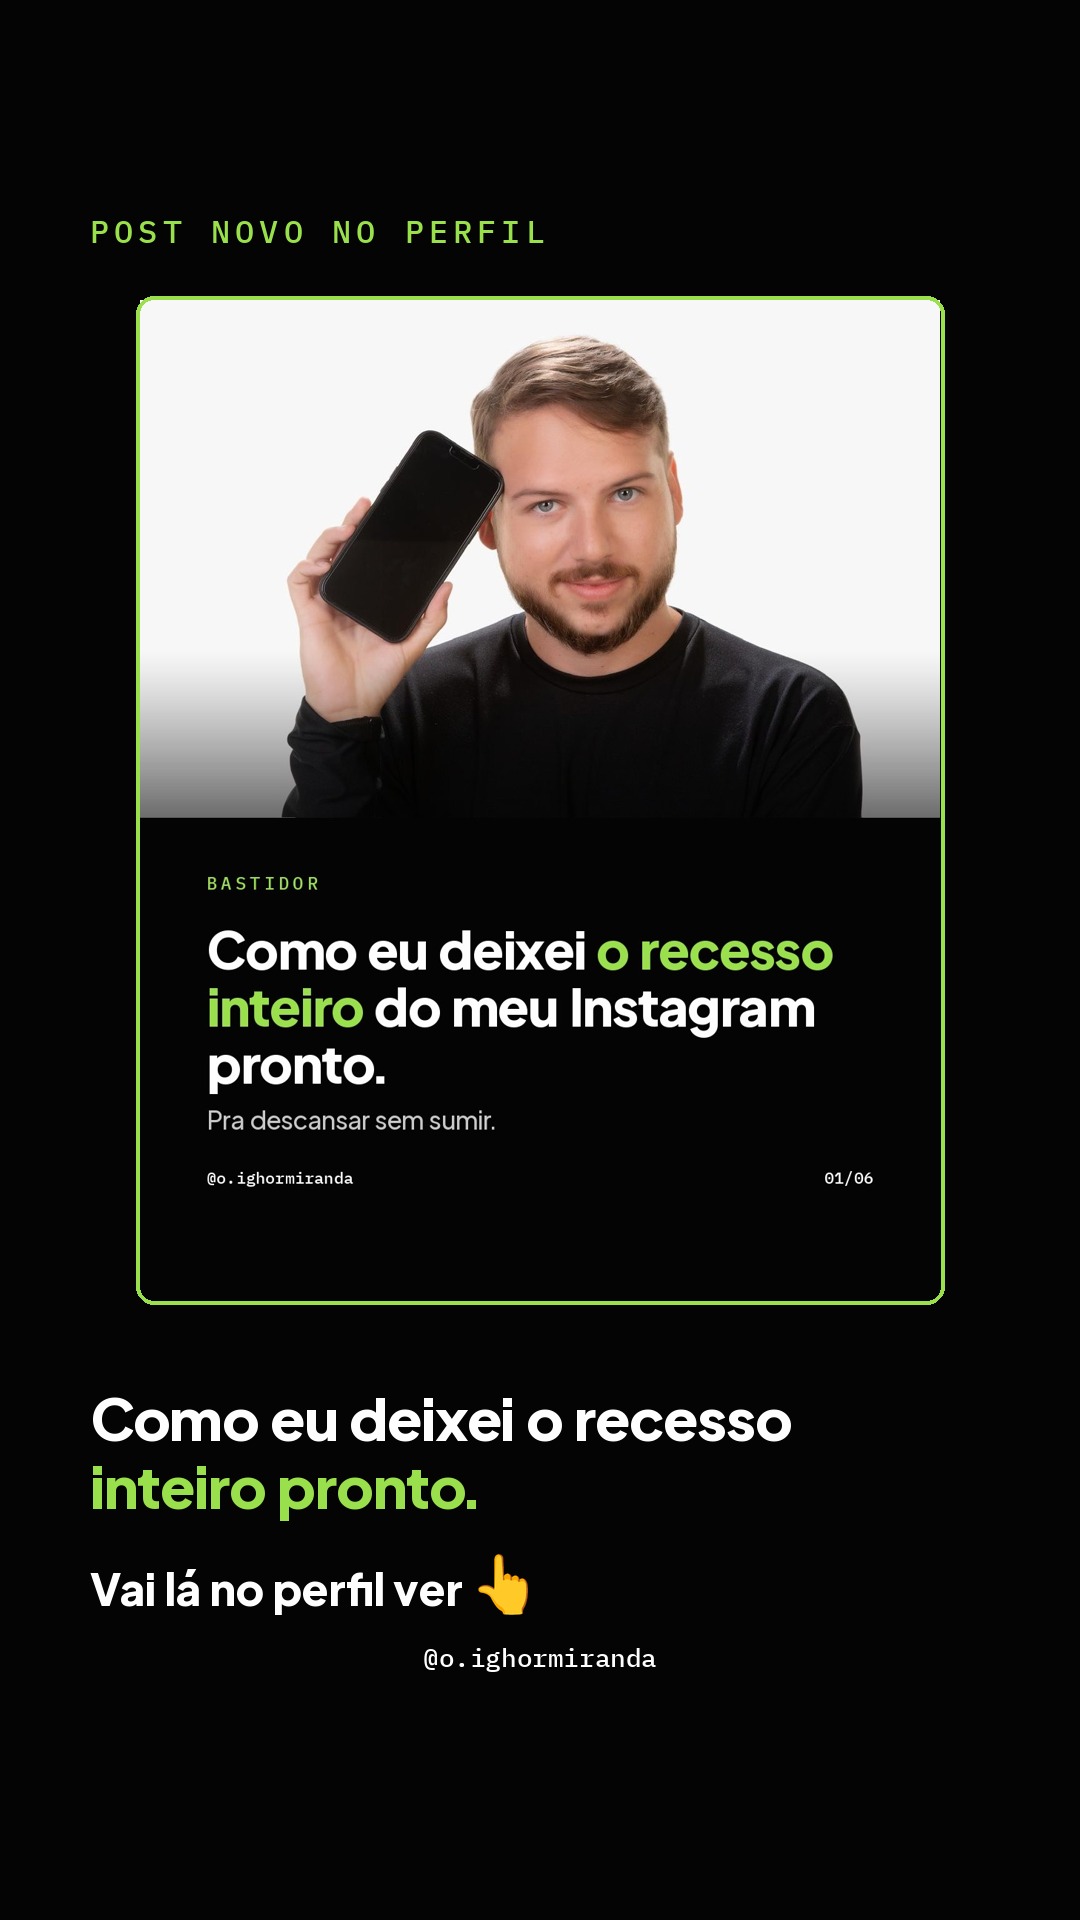 POST NOVO NO PERFIL
BASTIDOR
Como eu deixei o recesso
inteiro do meu Instagram
pronto.
Pra descansar sem sumir.
@o.ighormiranda
01/06
Como eu deixei o recesso
inteiro pronto.
Vai lá no perfil ver 👆
@o.ighormiranda